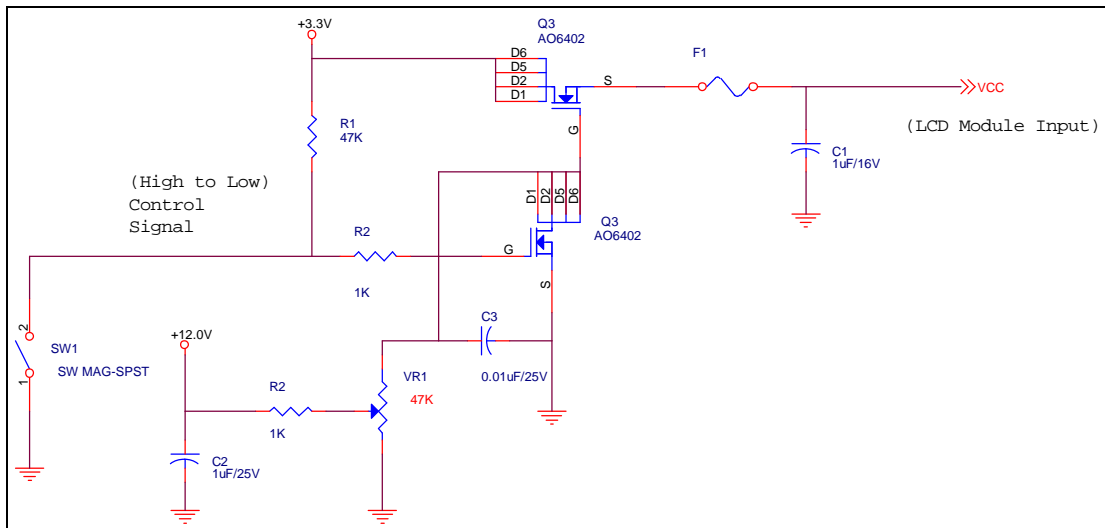 Q3
AO6402
+3.3V
F1
D6
D5
D2
D1
S
G
VCC
(LCD Module Input)
R1
47K
C1
1uF/16V
(High to Low)
Control
Signal
D1
D2
D5
D6
Q3
AO6402
R2
1K
G
S
2
1
SW1
SW MAG-SPST
+12.0V
C3
0.01uF/25V
R2
1K
VR1
47K
C2
1uF/25V